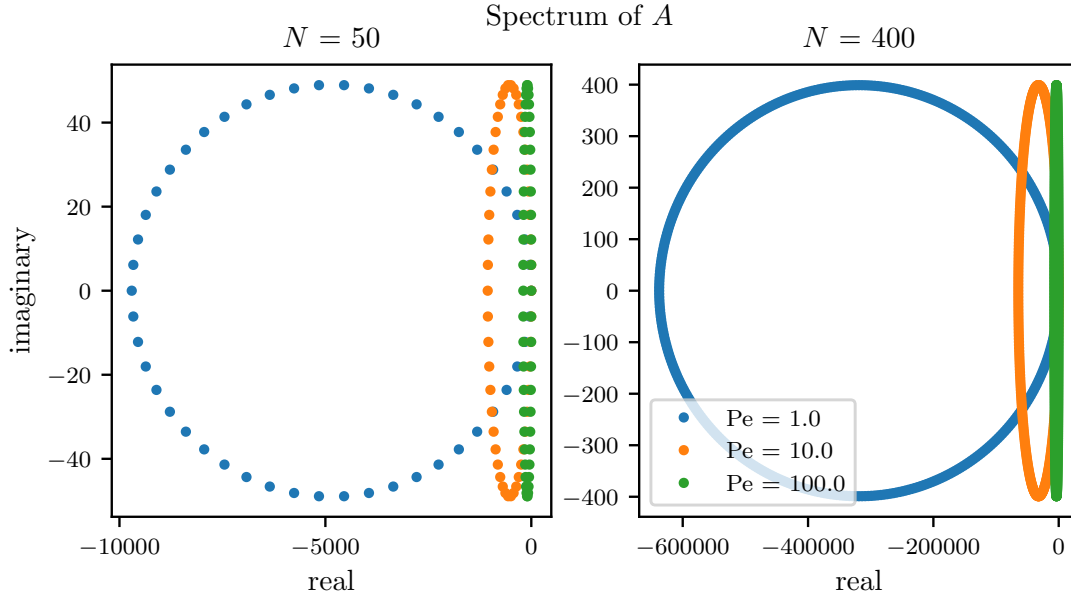 Spectrum of A
N = 50
N = 400
40
20
0
−20
−40
imaginary
−10000
−5000
0
real
400
300
200
100
0
−100
−200
−300
−400
−600000
−400000
−200000
0
real
Pe = 1.0
Pe = 10.0
Pe = 100.0